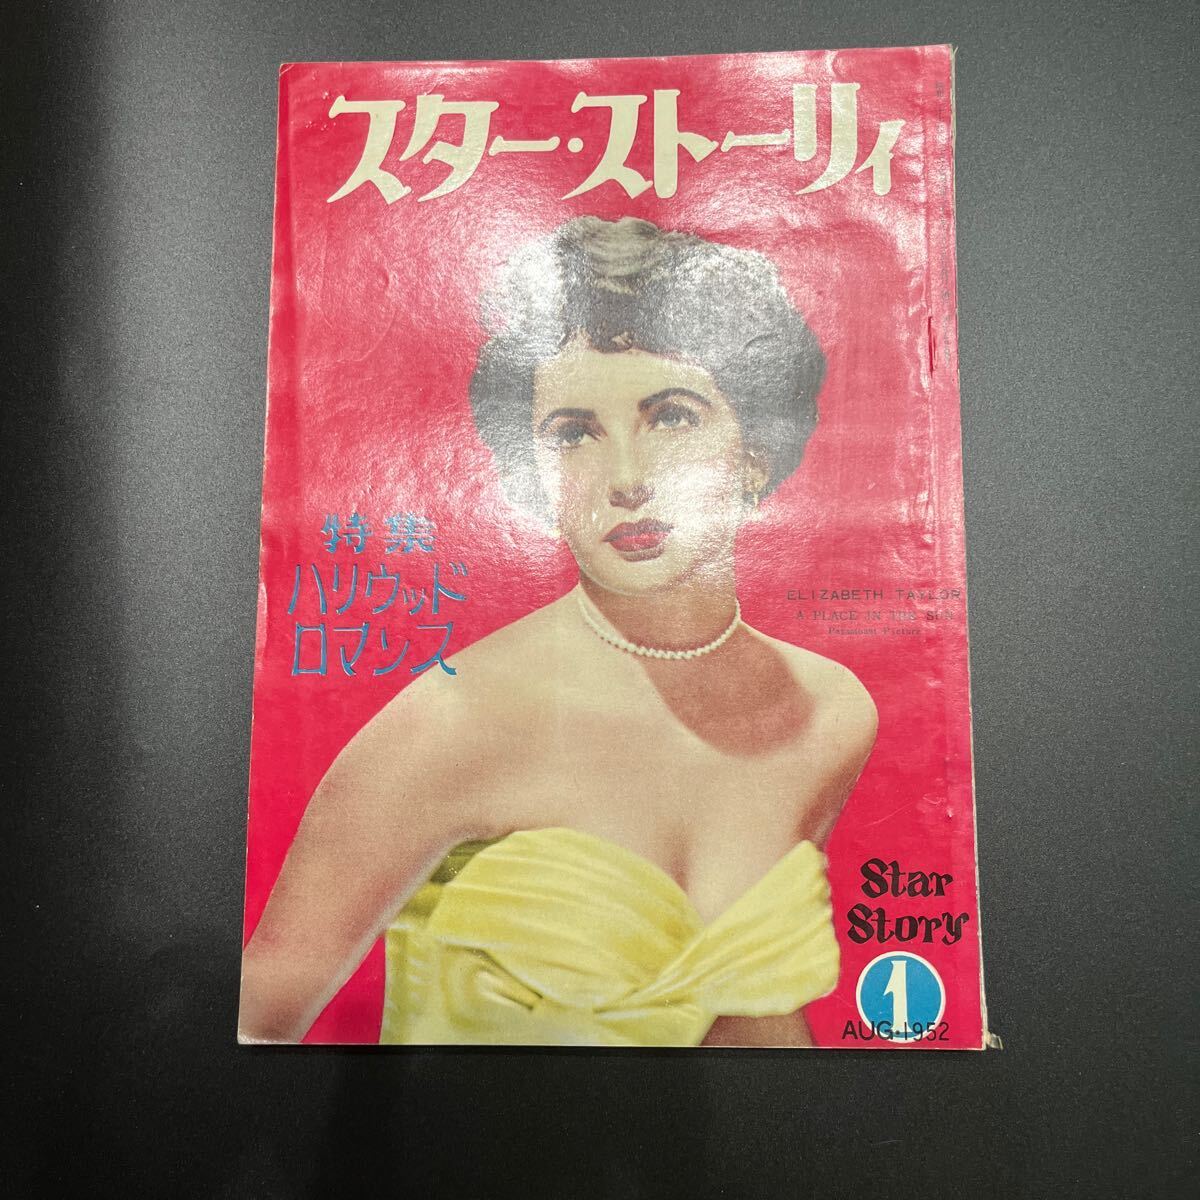 スター・ストーリィ
特集
ハリウッド
ロマンス
ELIZABETH TAYLOR
A PLACE IN THE SUN
Paramount Picture
Star
Story
1
AUG・1952